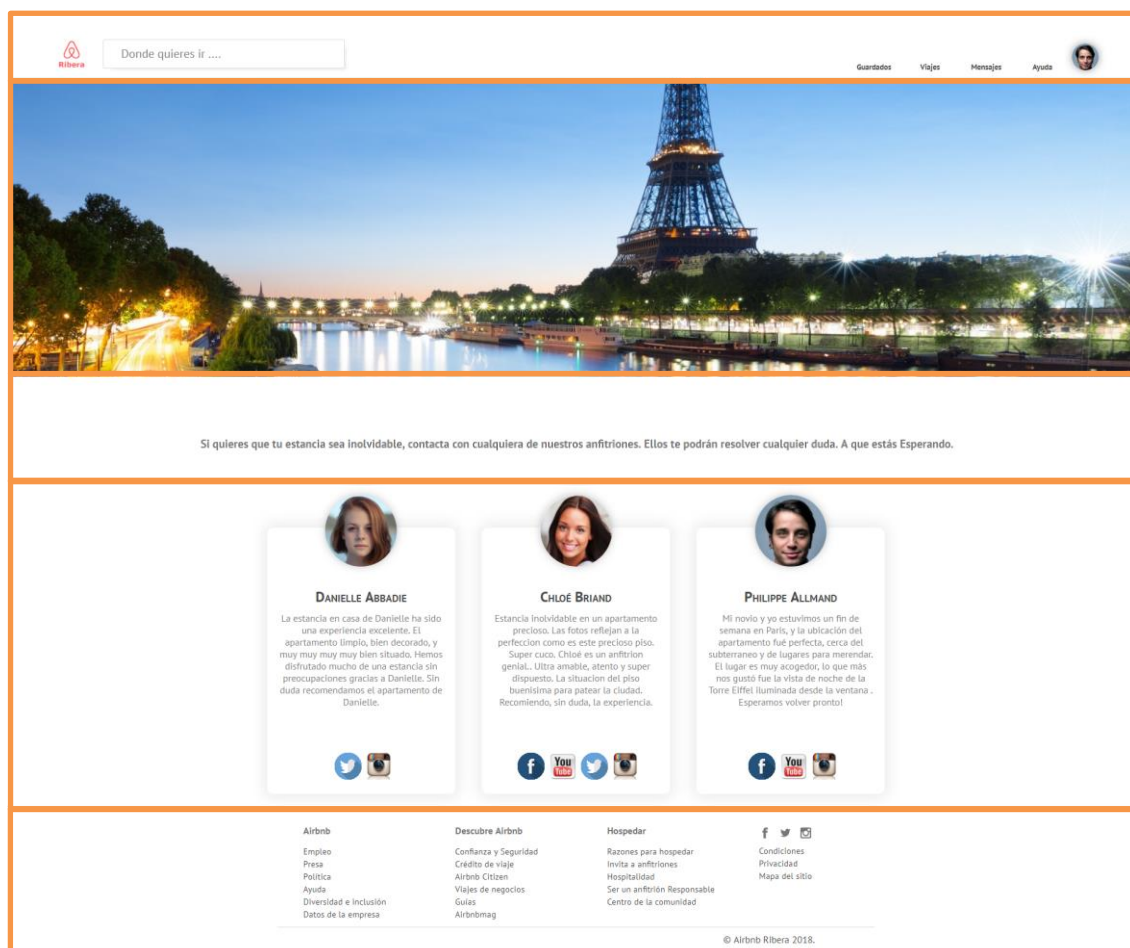 Ribera
Donde quieres ir ....
Guardados Viajes Mensajes Ayuda
Si quieres que tu estancia sea inolvidable, contacta con cualquiera de nuestros anfitriones. Ellos te podrán resolver cualquier duda. A que estás Esperando.
Danielle Abbadie
La estancia en casa de Danielle ha sido
una experiencia excelente. El
apartamento limpio, bien decorado, y
muy muy muy muy bien situado. Hemos
disfrutado mucho de una estancia sin
preocupaciones gracias a Danielle. Sin
duda recomendamos el apartamento de
Danielle.
Chloé Briand
Estancia inolvidable en un apartamento
precioso. Las fotos reflejan a la
perfeccion como es este precioso piso.
Super cuco. Chloé es un anfitrion
genial.. Ultra amable, atento y super
dispuesto. La situacion del piso
buenisima para patear la ciudad.
Recomiendo, sin duda, la experiencia.
You
Tube
Philippe Allmand
Mi novio y yo estuvimos un fin de
semana en Paris, y la ubicación del
apartamento fué perfecta, cerca del
subterraneo y de lugares para merendar.
El lugar es muy acogedor, lo que más
nos gustó fue la vista de noche de la
Torre Eiffel iluminada desde la ventana .
Esperamos volver pronto!
You
Tube
Airbnb
Empleo
Presa
Política
Ayuda
Diversidad e inclusión
Datos de la empresa
Descubre Airbnb
Confianza y Seguridad
Crédito de viaje
Airbnb Citizen
Viajes de negocios
Guías
Airbnbmag
Hospedar
Razones para hospedar
Invita a anfitriones
Hospitalidad
Ser un anfitrión Responsable
Centro de la comunidad
Condiciones
Privacidad
Mapa del sitio
© Airbnb Ribera 2018.